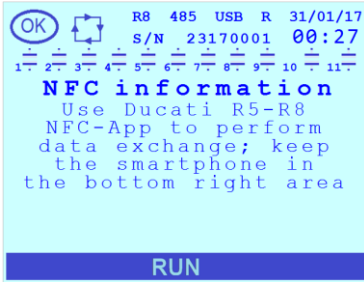 OK R8 485 USB R 31/01/17
S/N 23170001 00:27
1 2 3 4 5 6 7 8 9 10 11
NFC information
Use Ducati R5-R8
NFC-App to perform
data exchange; keep
the smartphone in
the bottom right area
RUN